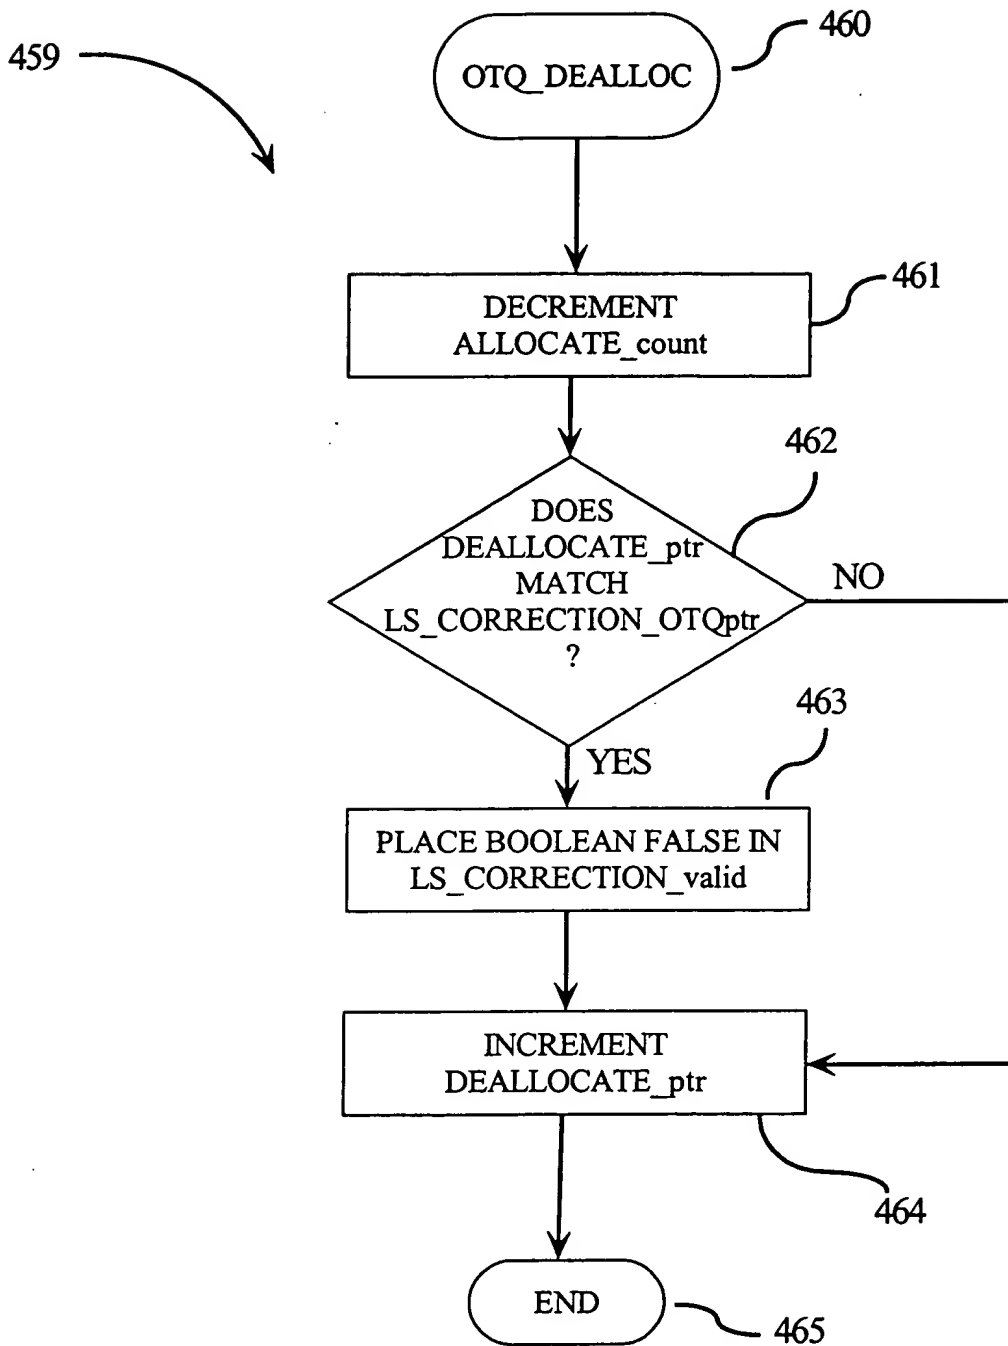 459
460
OTQ_DEALLOC
461
DECREMENT
ALLOCATE_count
462
DOES
DEALLOCATE_ptr
MATCH
LS_CORRECTION_OTQptr
?
NO
463
YES
PLACE BOOLEAN FALSE IN
LS_CORRECTION_valid
INCREMENT
DEALLOCATE_ptr
464
END
465